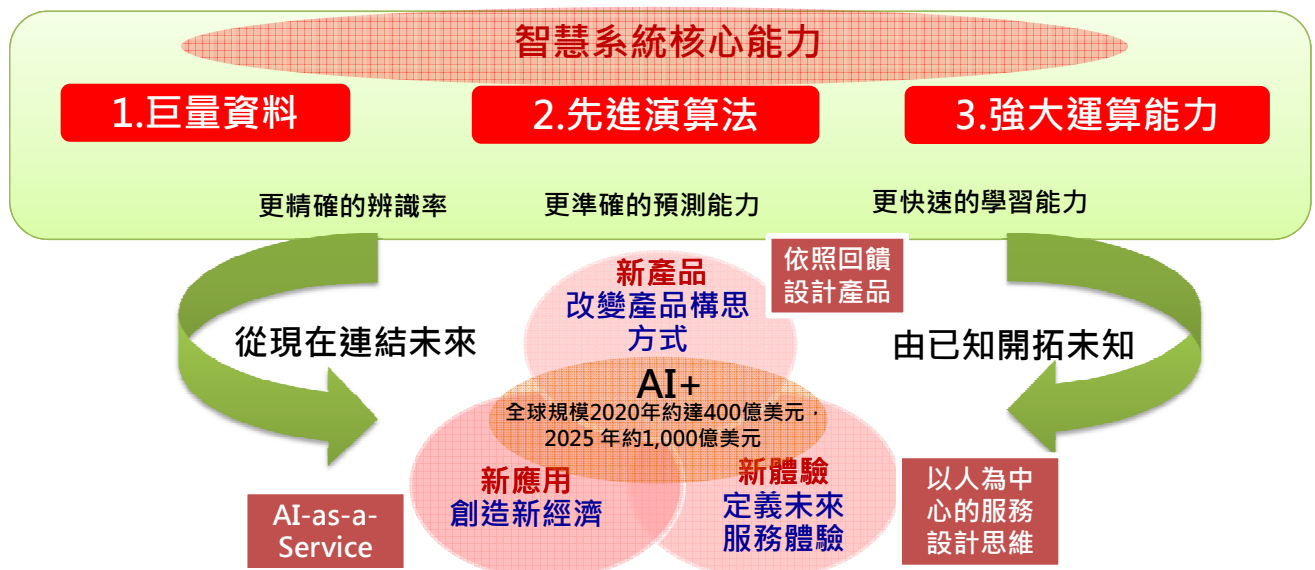 智慧系統核心能力
1.巨量資料
2.先進演算法
3.強大運算能力
更精確的辨識率
更準確的預測能力
更快速的學習能力
從現在連結未來
由已知開拓未知
新產品
改變產品構思
方式
依照回饋
設計產品
AI+
全球規模2020年約達400億美元，
2025 年約1,000億美元
新應用
創造新經濟
AI-as-a-
Service
新體驗
定義未來
服務體驗
以人為中
心的服務
設計思維